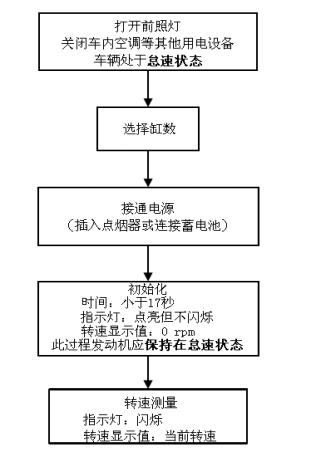 打开前照灯
关闭车内空调等其他用电设备
车辆处于怠速状态
选择缸数
接通电源
（插入点烟器或连接蓄电池）
初始化
时间：小于17秒
指示灯：点亮但不闪烁
转速显示值：0 rpm
此过程发动机应保持在怠速状态
转速测量
指示灯：闪烁
转速显示值：当前转速